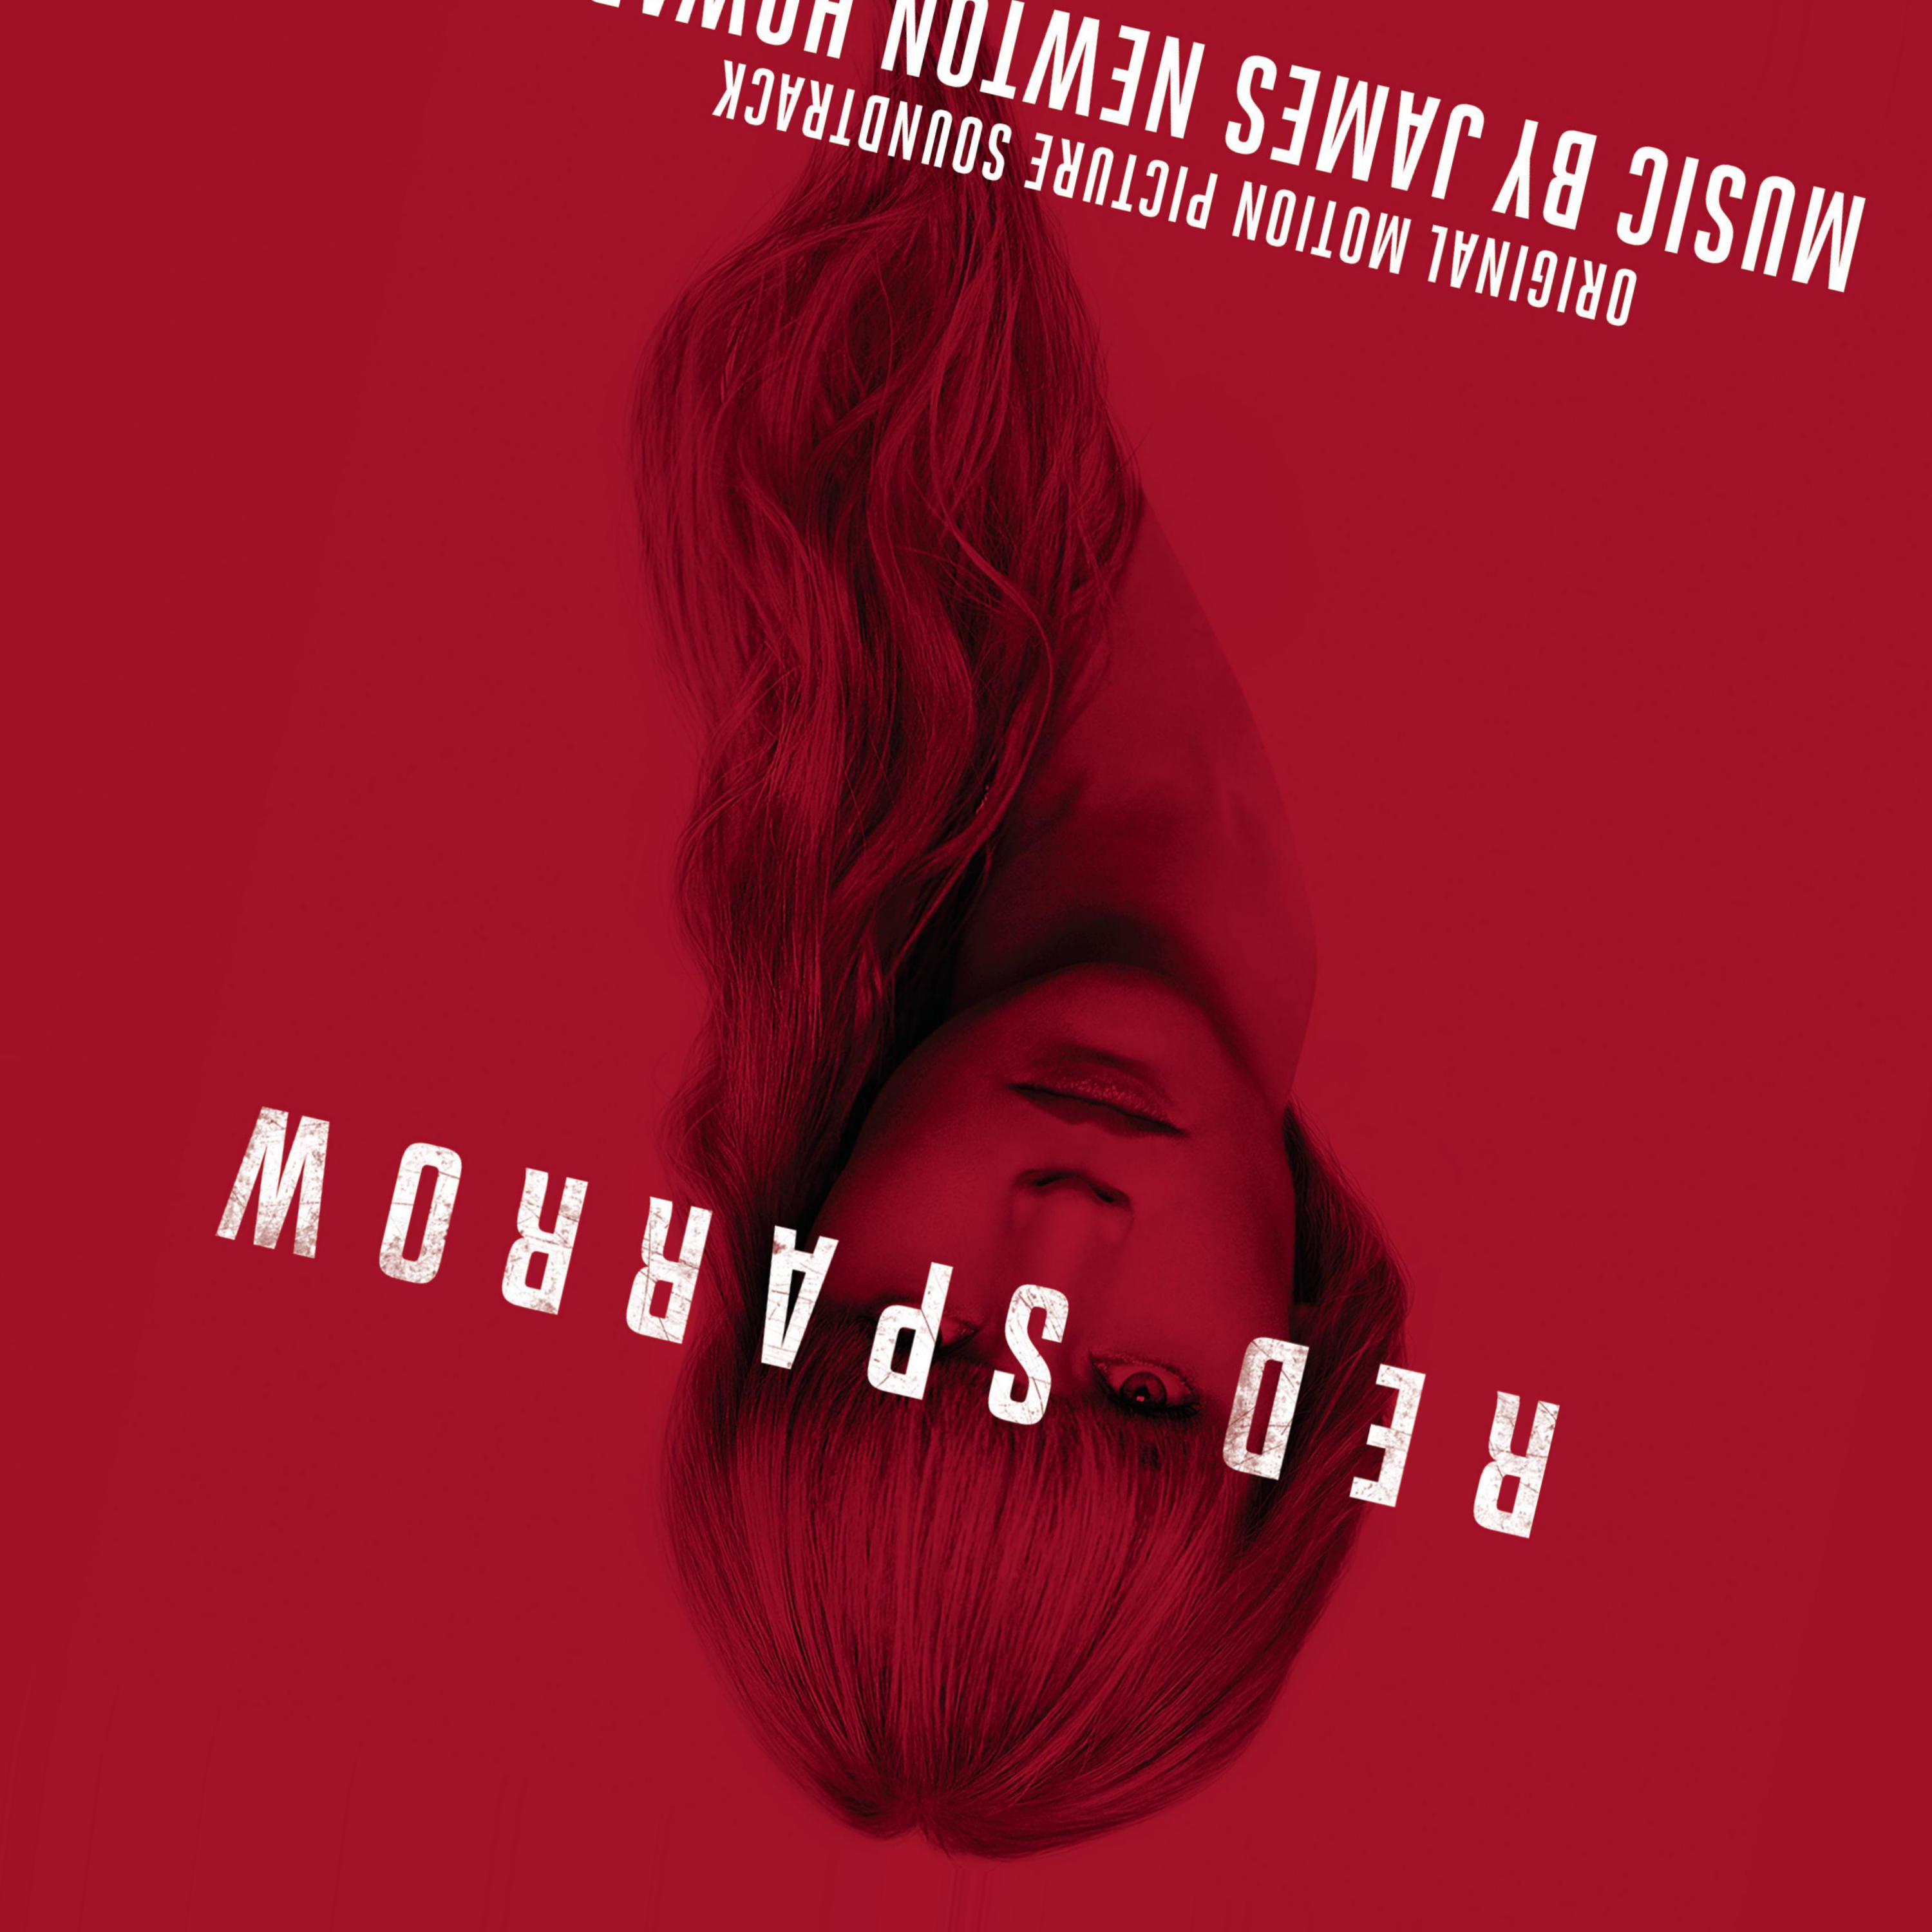 RED SPARROW
ORIGINAL MOTION PICTURE SOUNDTRACK
MUSIC BY JAMES NEWTON